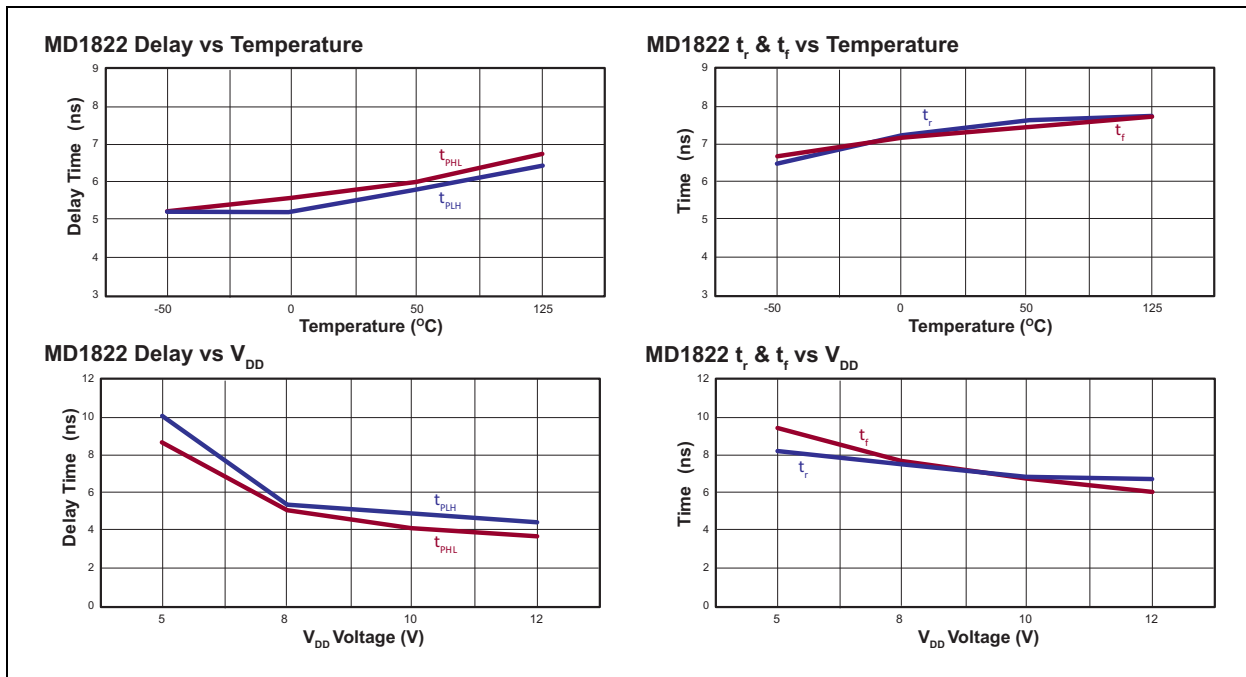 MD1822 Delay vs Temperature
9
8
7
6
5
4
3
Delay Time (ns)
tPHL
tPLH
-50 0 50 125
Temperature (OC)
MD1822 tr & tf vs Temperature
9
8
7
6
5
4
3
Time (ns)
tr
tf
-50 0 50 125
Temperature (OC)
MD1822 Delay vs VDD
12
10
8
6
4
2
0
Delay Time (ns)
tPLH
tPHL
5 8 10 12
VDD Voltage (V)
MD1822 tr & tf vs VDD
12
10
8
6
4
2
0
Time (ns)
tf
tr
5 8 10 12
VDD Voltage (V)